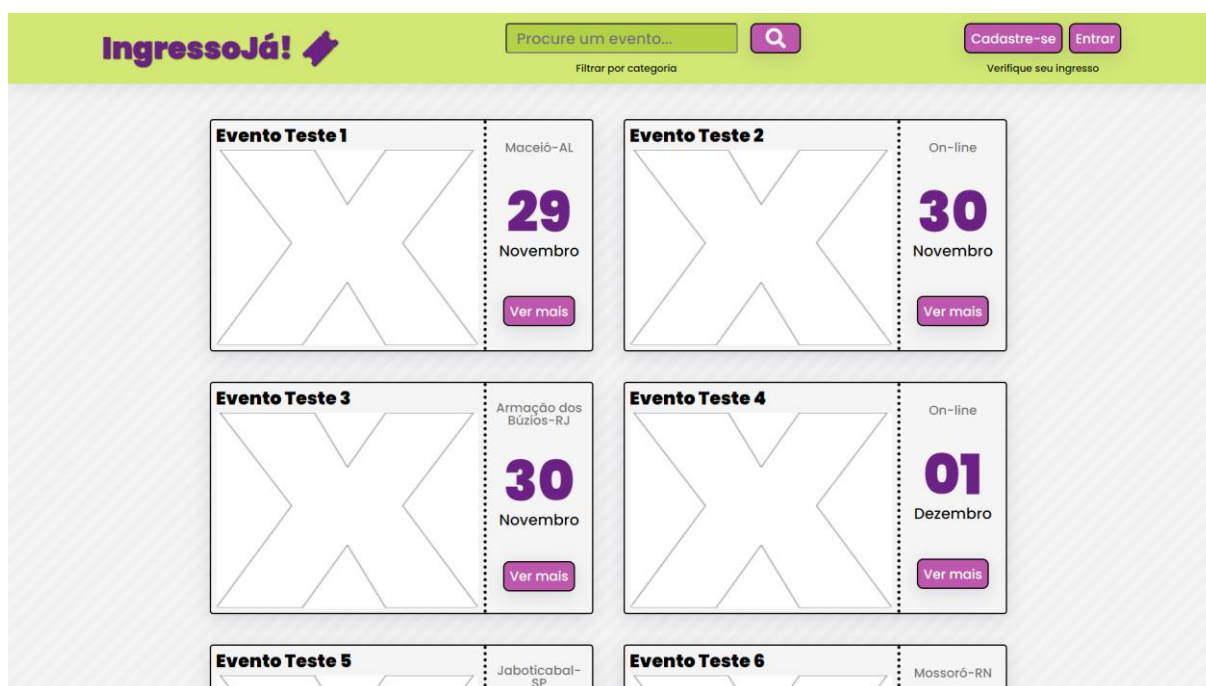 IngressoJá!
Procure um evento...
Filtrar por categoria
Cadastre-se
Entrar
Verifique seu ingresso
Evento Teste 1
Maceió-AL
29
Novembro
Ver mais
Evento Teste 2
On-line
30
Novembro
Ver mais
Evento Teste 3
Armação dos
Búzios-RJ
30
Novembro
Ver mais
Evento Teste 4
On-line
01
Dezembro
Ver mais
Evento Teste 5
Jaboticabal-
SP
Evento Teste 6
Mossoró-RN